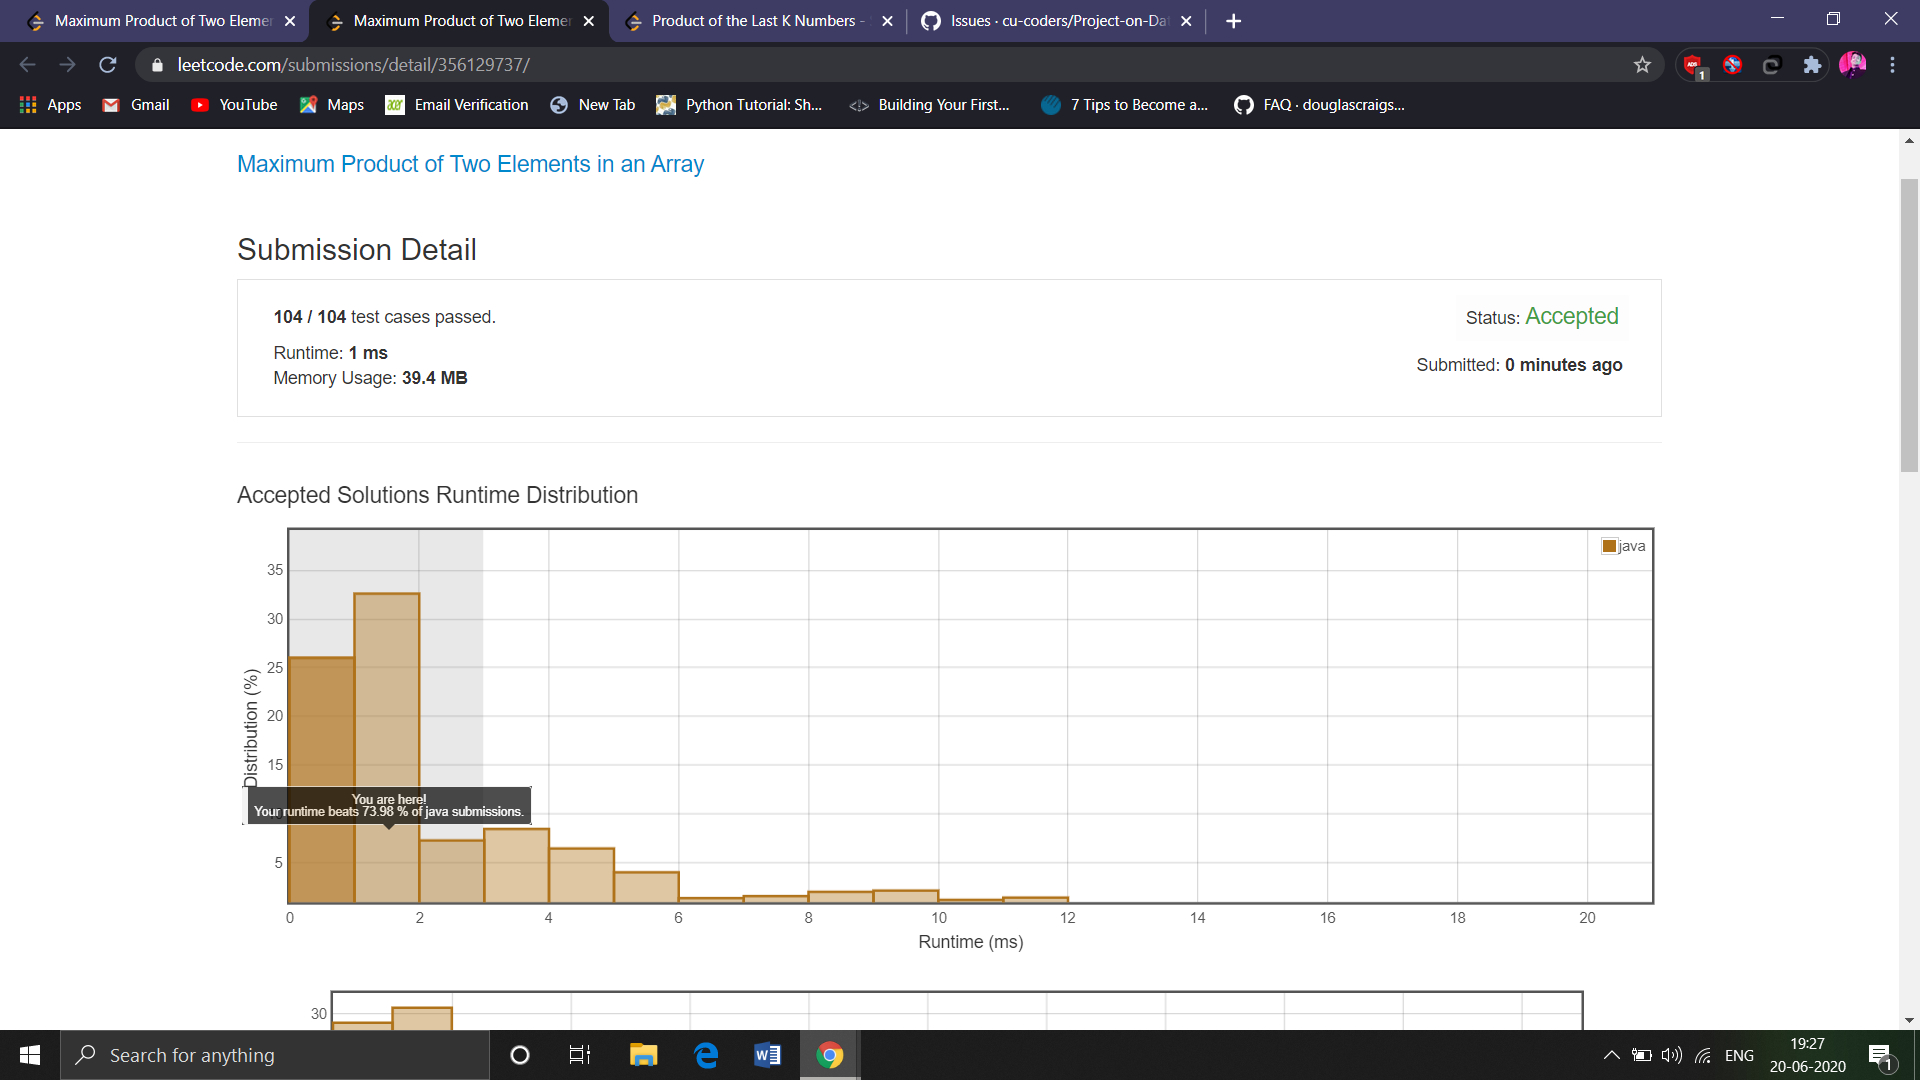 Maximum Product of Two Elemen
Maximum Product of Two Elemen
Product of the Last K Numbers -
Issues · cu-coders/Project-on-Da
leetcode.com/submissions/detail/356129737/
ADS
1
Apps
Gmail
YouTube
Maps
acer
Email Verification
New Tab
Python Tutorial: Sh...
Building Your First...
7 Tips to Become a...
FAQ · douglascraigs...
Maximum Product of Two Elements in an Array
Submission Detail
104 / 104 test cases passed.
Status: Accepted
Runtime: 1 ms
Submitted: 0 minutes ago
Memory Usage: 39.4 MB
Accepted Solutions Runtime Distribution
java
35
30
25
20
15
5
Distribution (%)
You are here!
Your runtime beats 73.98 % of java submissions.
0 2 4 6 8 10 12 14 16 18 20
Runtime (ms)
30
Search for anything
ENG
19:27
20-06-2020
1